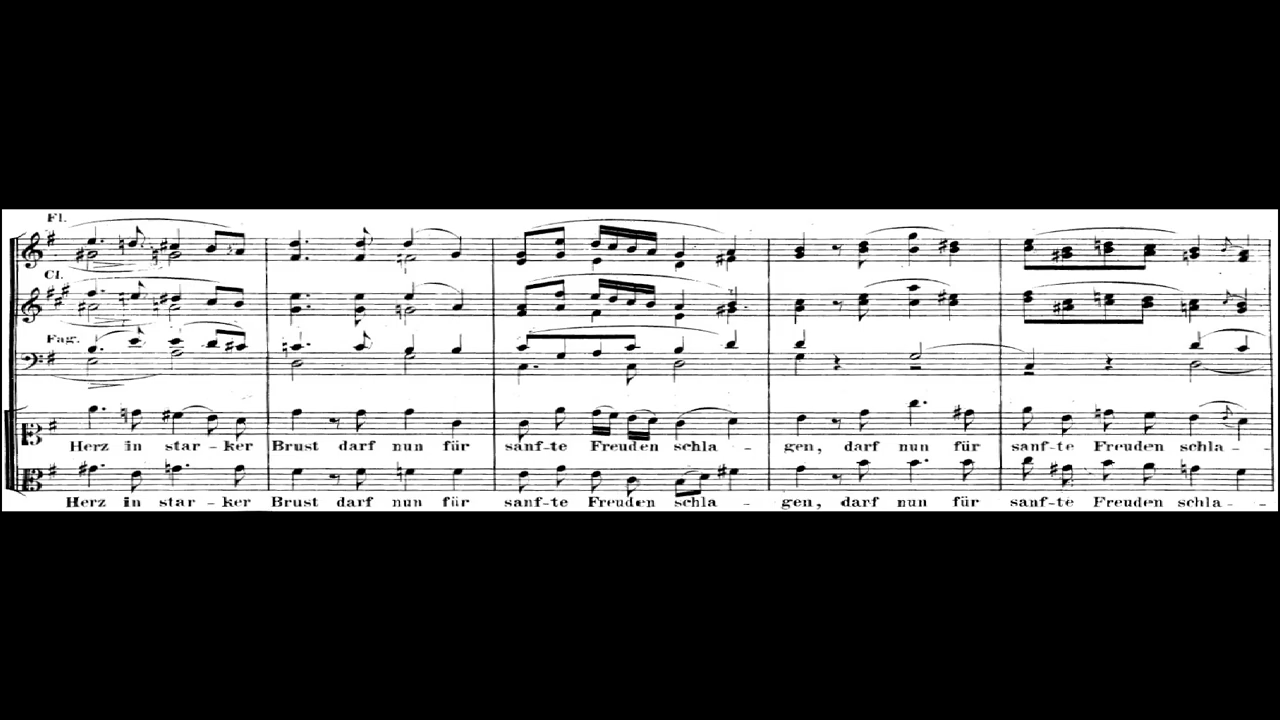 Fl.
Cl.
Fag.
Herz in star - ker Brust darf nun für sanf-te Freuden schla - gen, darf nun für sanf-te Freuden schla - -
Herz in star - ker Brust darf nun für sanf-te Freuden schla - gen, darf nun für sanf-te Freuden schla - -